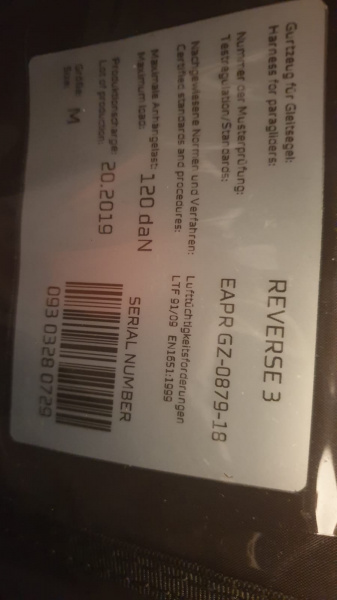 Gurtzeug für Gleitsegel:
Harness for paragliders:
REVERSE 3
Nummer der Musterprüfung:
Testregulation/Standards:
EAPR GZ-0879-18
Nachgewiesene Normen und Verfahren:
Certified standards and procedures:
Lufttüchtigkeitsforderungen
LTF 91/09 EN1651:1999
Maximale Anhängelast:
Maximum load:
120 daN
SERIAL NUMBER
Produktionscharge:
Lot of production:
20.2019
Größe:
Size:
M
093 0328 0729